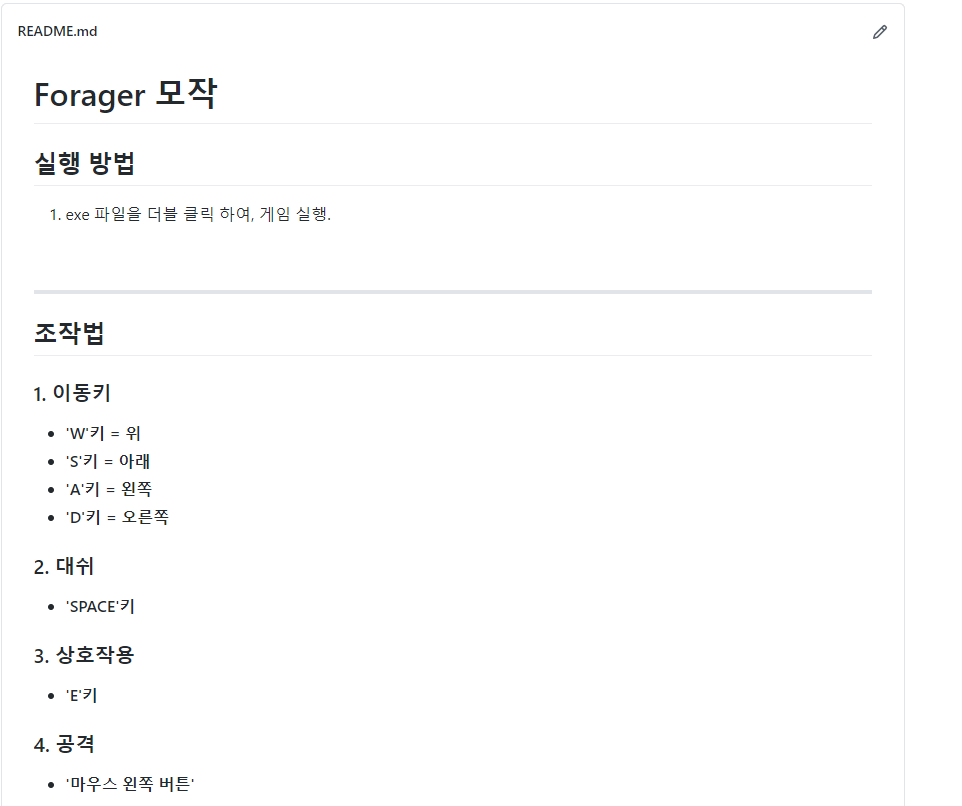 README.md
Forager 모작
실행 방법
1. exe 파일을 더블 클릭 하여, 게임 실행.
조작법
1. 이동키
'W'키 = 위
'S'키 = 아래
'A'키 = 왼쪽
'D'키 = 오른쪽
2. 대쉬
'SPACE'키
3. 상호작용
'E'키
4. 공격
'마우스 왼쪽 버튼'